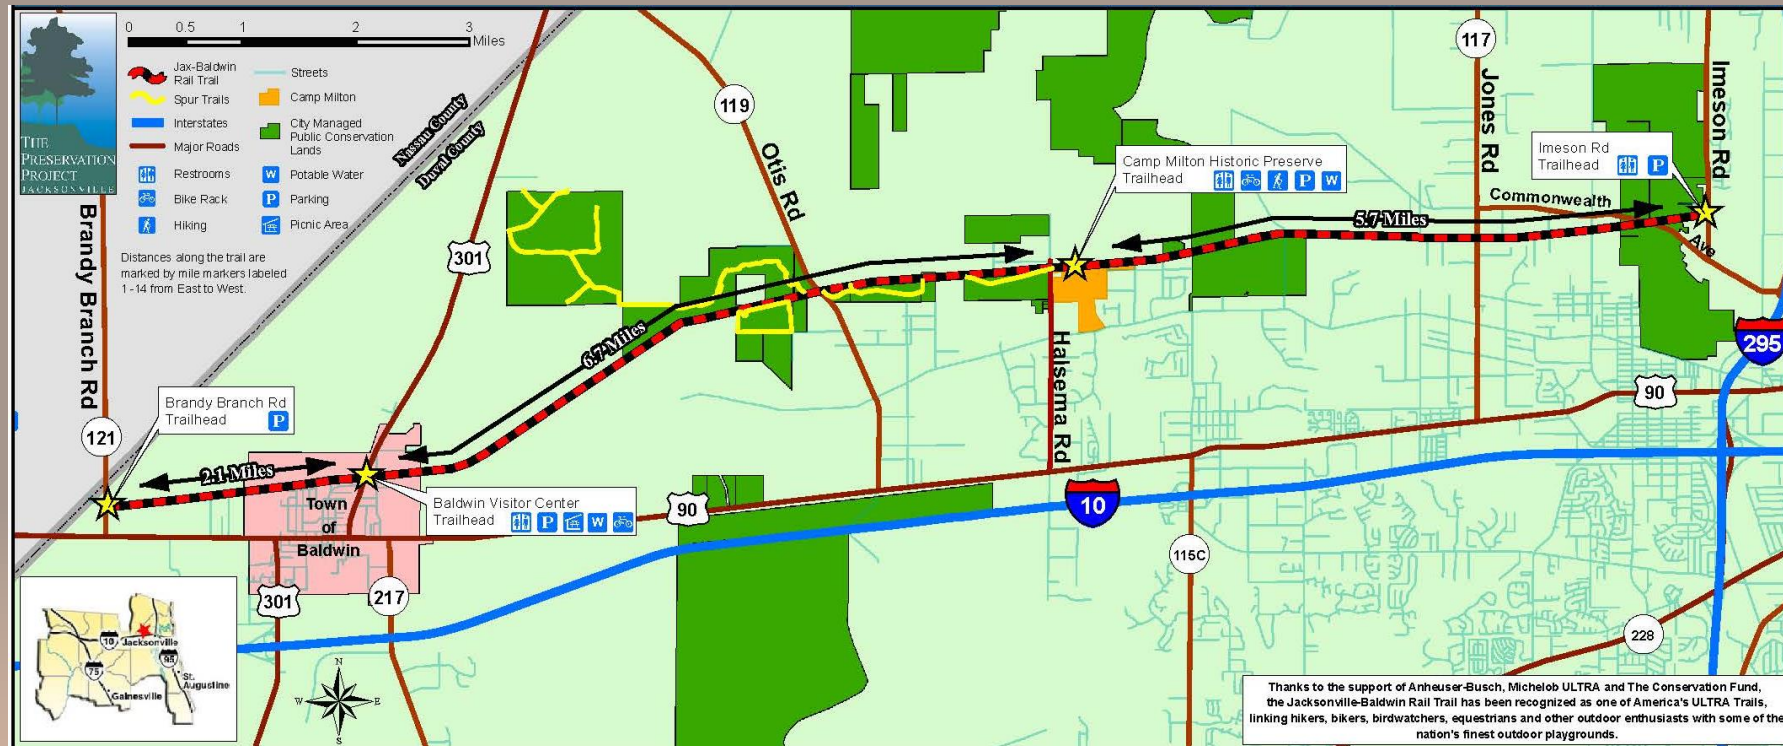 THE
PRESERVATION
PROJECT
JACKSONVILLE
0 0.5 1 2 3
Miles
Jax-Baldwin
Rail Trail
Spur Trails
Interstates
Major Roads
Restrooms
Bike Rack
Hiking
Streets
Camp Milton
City Managed
Public Conservation
Lands
W Potable Water
P Parking
Picnic Area
Distances along the trail are
marked by mile markers labeled
1-14 from East to West.
Nassau County
Duval County
Brandy Branch Rd
121
Brandy Branch Rd
Trailhead P
2.1 Miles
301
Town
of
Baldwin
Baldwin Visitor Center
Trailhead P W
301
217
6.7 Miles
119
Otis Rd
90
Camp Milton Historic Preserve
Trailhead P W
Halsema Rd
10
115C
5.7 Miles
117
Jones Rd
Commonwealth
Ave
Imeson Rd
Trailhead P
Imeson Rd
295
90
228
10
Jacksonville
95
75
St.
Augustine
Gainesville
N
W E
S
Thanks to the support of Anheuser-Busch, Michelob ULTRA and The Conservation Fund,
the Jacksonville-Baldwin Rail Trail has been recognized as one of America's ULTRA Trails,
linking hikers, bikers, birdwatchers, equestrians and other outdoor enthusiasts with some of the
nation's finest outdoor playgrounds.